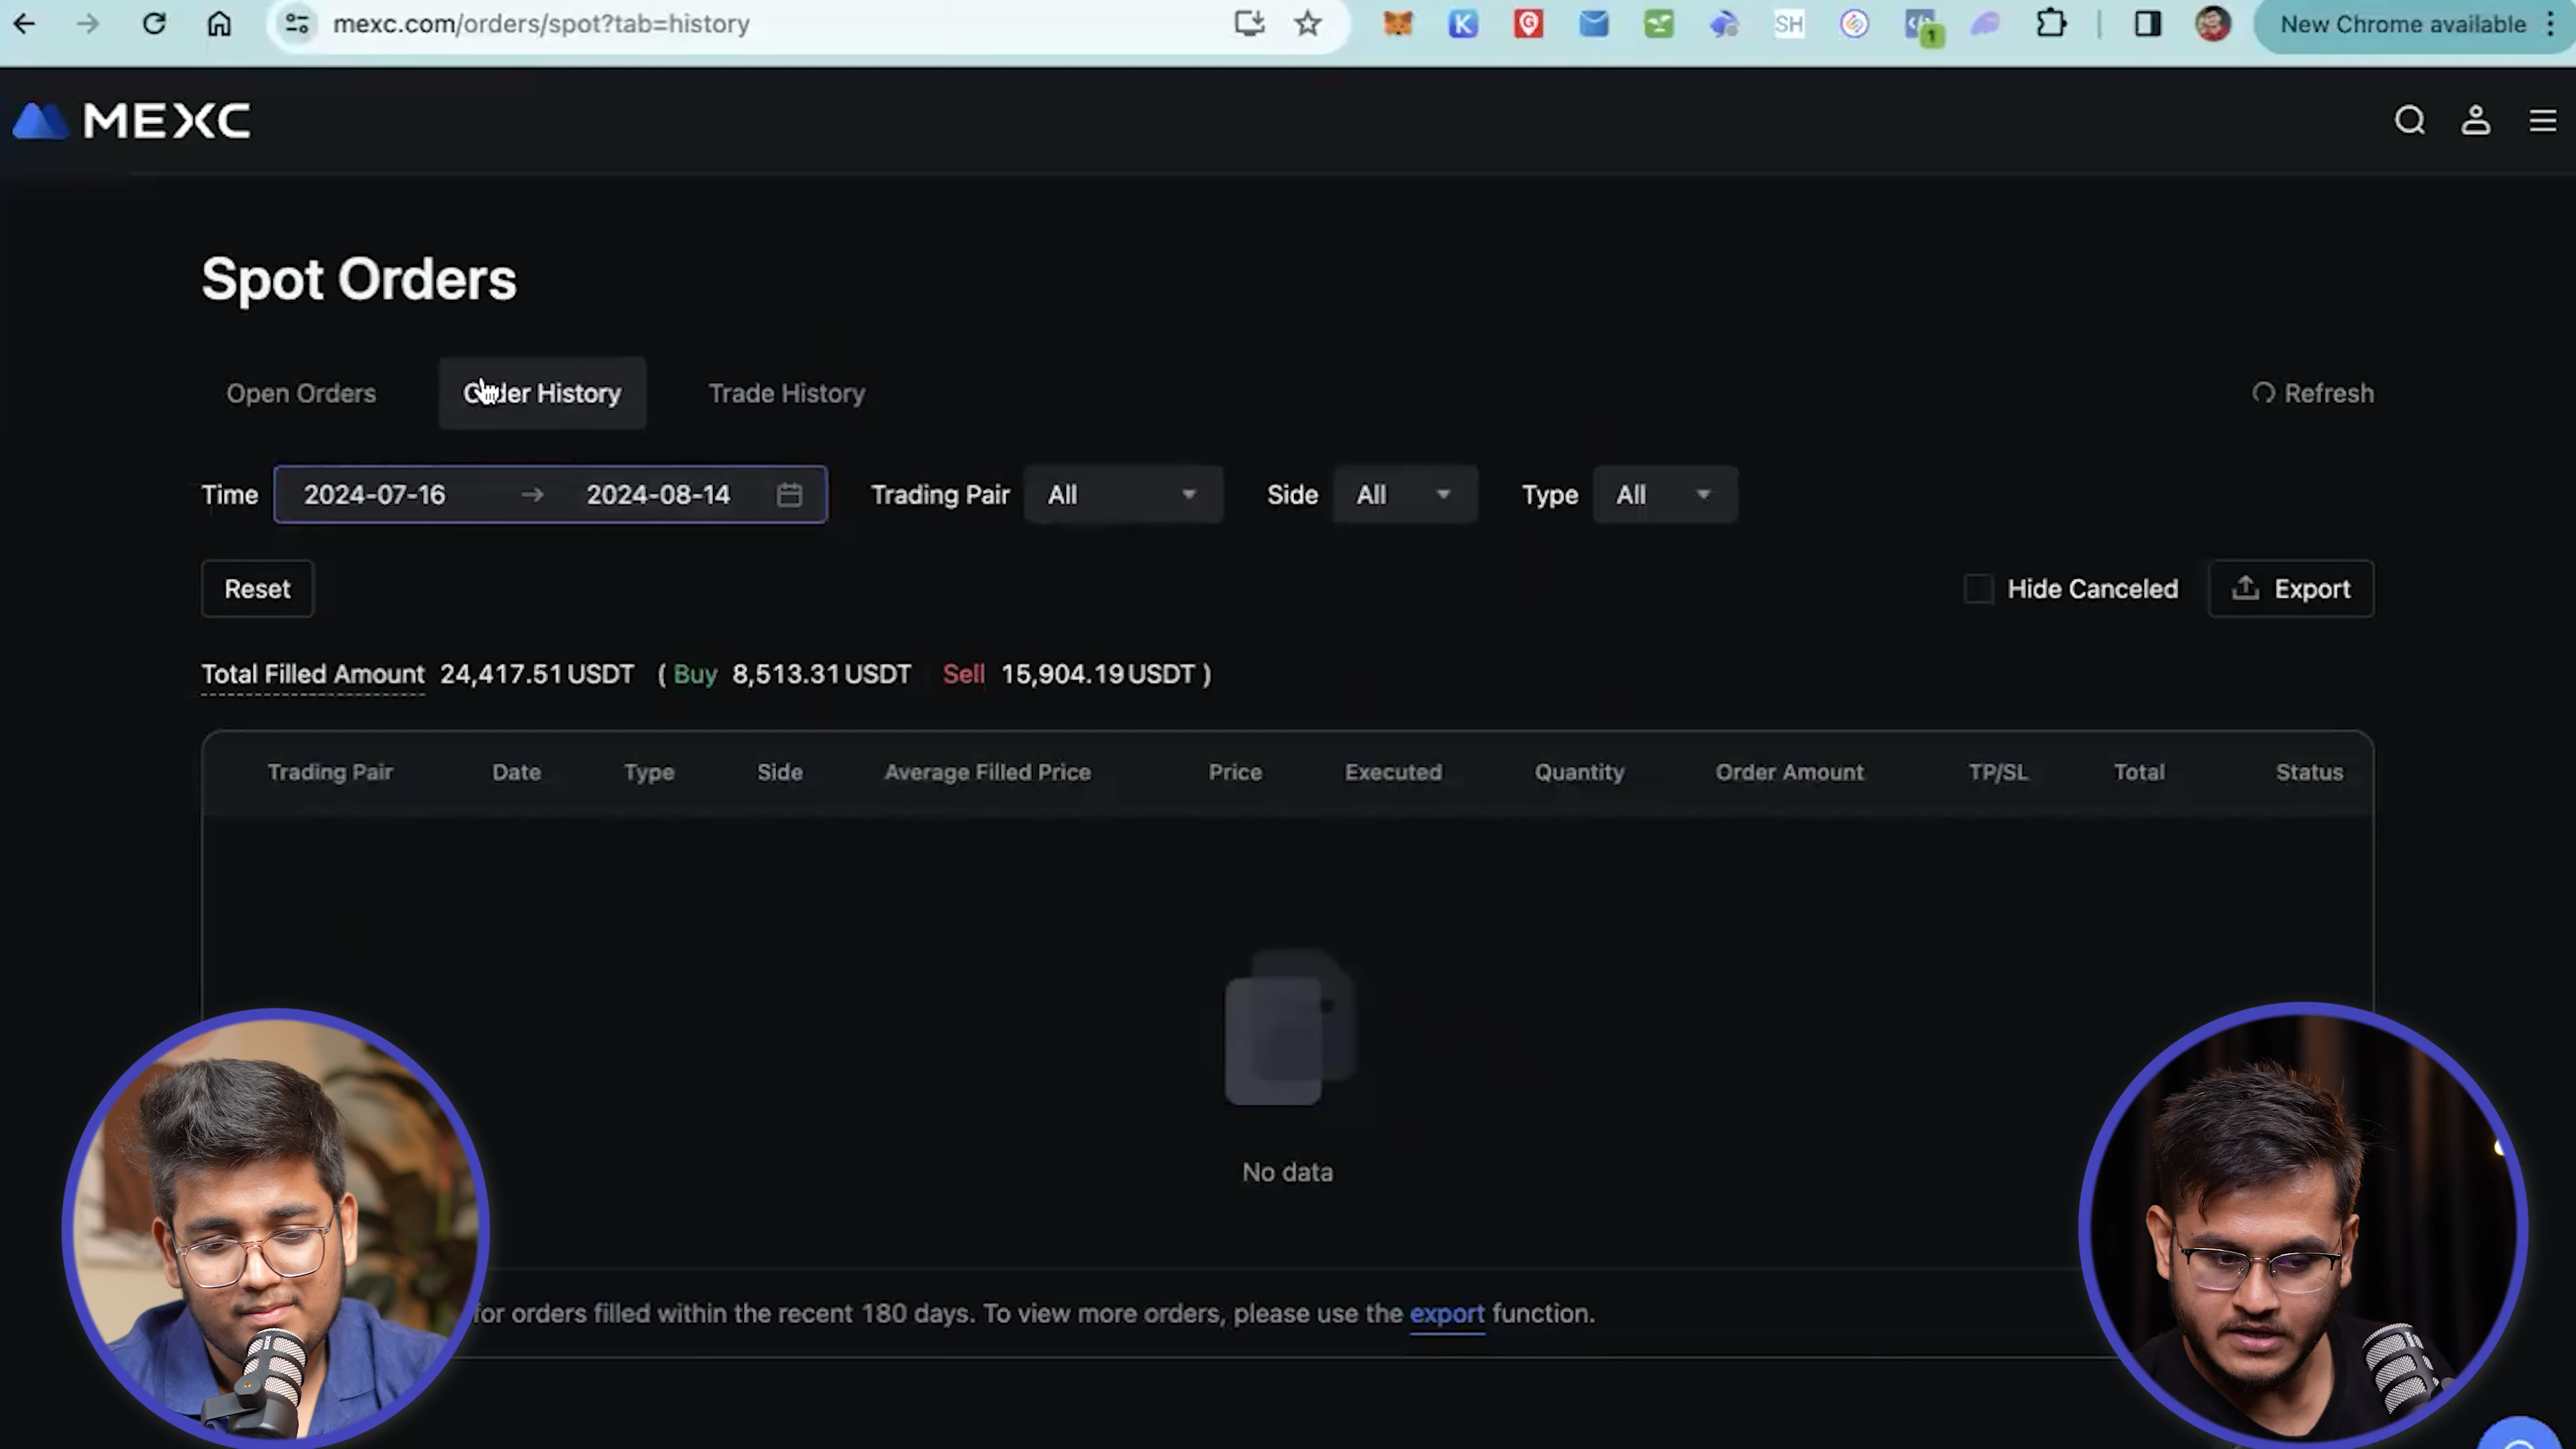 mexc.com/orders/spot?tab=history
K
G
SH
1
New Chrome available
MEXC
Spot Orders
Open Orders
Order History
Trade History
Refresh
Time 2024-07-16 → 2024-08-14 Trading Pair All Side All Type All
Reset
Hide Canceled
Export
Total Filled Amount 24,417.51 USDT ( Buy 8,513.31 USDT Sell 15,904.19 USDT )
Trading Pair Date Type Side Average Filled Price Price Executed Quantity Order Amount TP/SL Total Status
No data
for orders filled within the recent 180 days. To view more orders, please use the export function.